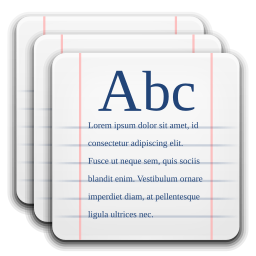 Abc
Lorem ipsum dolor sit amet, id
consectetur adipiscing elit.
Fusce ut neque sem, quis sociis
blandit eu, Vestibulum ornare
imperdiet diam, at pellentesque
ligula ultrices nec.